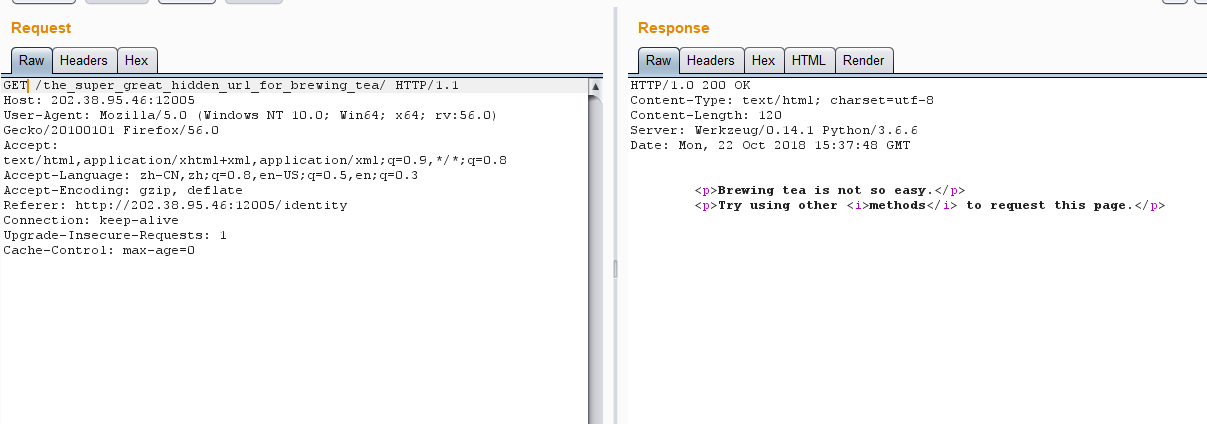 Request
Raw Headers Hex
GET /the_super_great_hidden_url_for_brewing_tea/ HTTP/1.1
Host: 202.38.95.46:12005
User-Agent: Mozilla/5.0 (Windows NT 10.0; Win64; x64; rv:56.0)
Gecko/20100101 Firefox/56.0
Accept:
text/html,application/xhtml+xml,application/xml;q=0.9,*/*;q=0.8
Accept-Language: zh-CN,zh;q=0.8,en-US;q=0.5,en;q=0.3
Accept-Encoding: gzip, deflate
Referer: http://202.38.95.46:12005/identity
Connection: keep-alive
Upgrade-Insecure-Requests: 1
Cache-Control: max-age=0
Response
Raw Headers Hex HTML Render
HTTP/1.0 200 OK
Content-Type: text/html; charset=utf-8
Content-Length: 120
Server: Werkzeug/0.14.1 Python/3.6.6
Date: Mon, 22 Oct 2018 15:37:48 GMT
<p>Brewing tea is not so easy.</p>
<p>Try using other <i>methods</i> to request this page.</p>